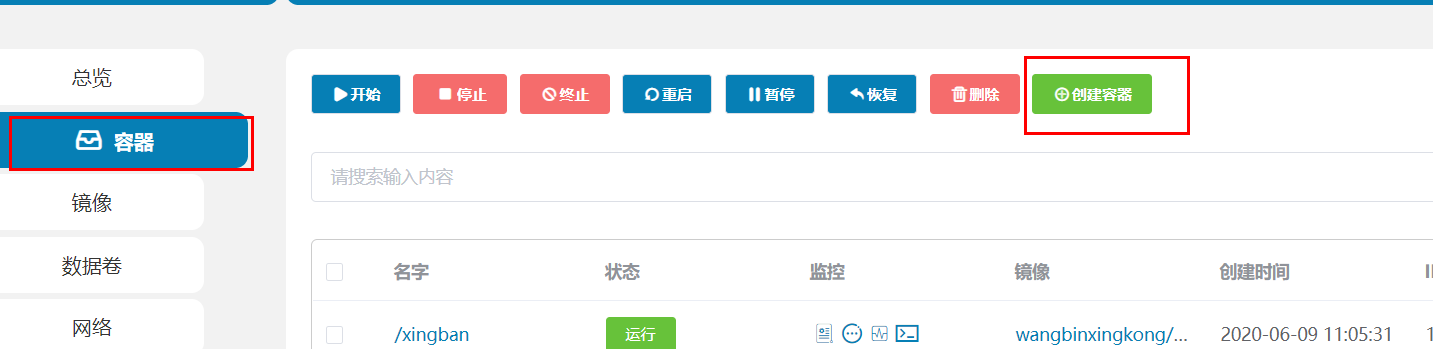 总览
容器
镜像
数据卷
网络
开始 停止 终止 重启 暂停 恢复 删除 创建容器
请搜索输入内容
名字 状态 监控 镜像 创建时间
/xingban 运行 wangbinxingkong/... 2020-06-09 11:05:31